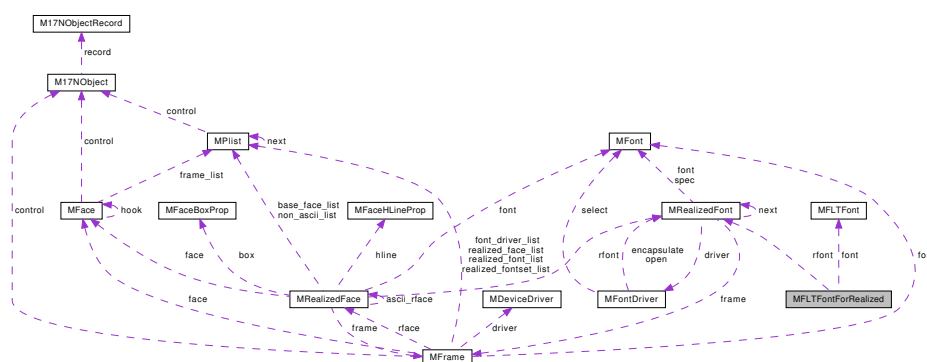 M17NObjectRecord
record
M17NObject
control
control
MPlist
next
MFont
frame_list
font
spec
control
MFace
hook
MFaceBoxProp
base_face_list
non_ascii_list
MFaceHLineProp
font
select
MRealizedFont
next
MFLTFont
face
box
hline
font_driver_list
realized_face_list
realized_font_list
realized_fontset_list
rfont
encapsulate
open
driver
rfont
font
fo
MRealizedFace
ascii_rface
MDeviceDriver
MFontDriver
MFLTFontForRealized
face
frame
rface
driver
frame
MFrame